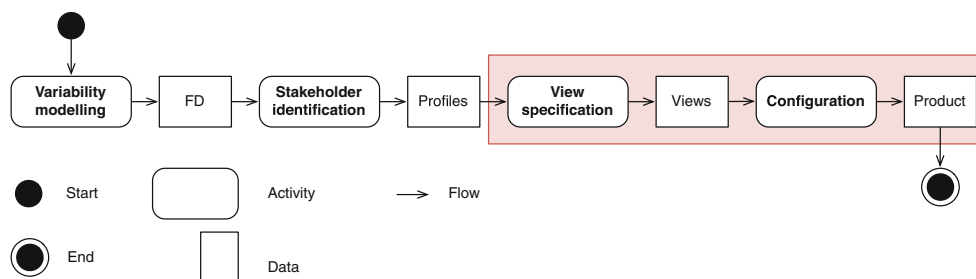 Variability
modelling
FD
Stakeholder
identification
Profiles
View
specification
Views
Configuration
Product
Start
Activity
Flow
End
Data